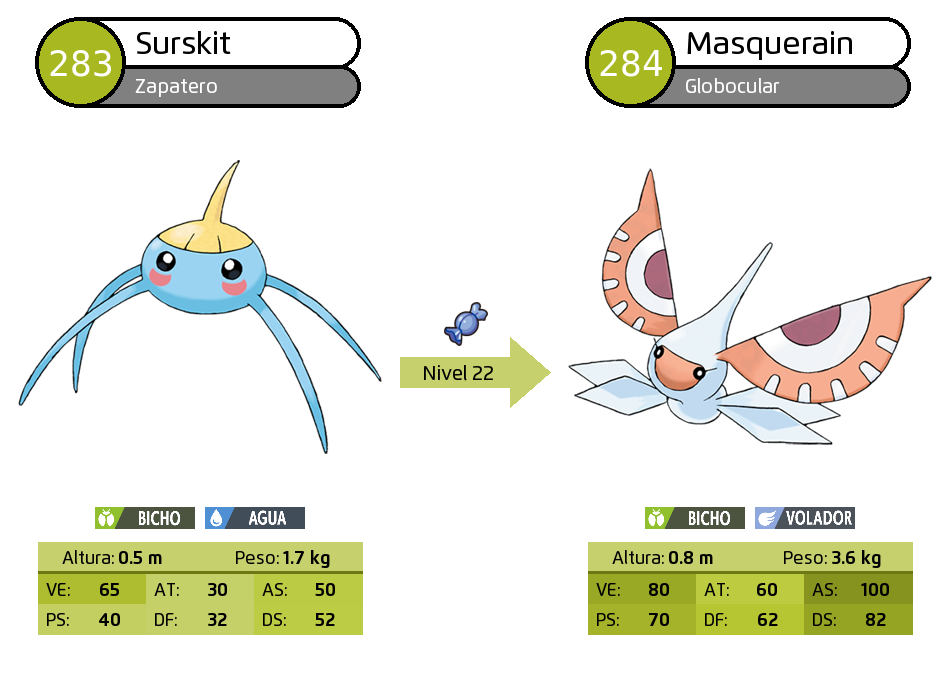 283 Surskit
Zapatero
284 Masquerain
Globocular
Nivel 22
BICHO AGUA
Altura: 0.5 m Peso: 1.7 kg
VE: 65 AT: 30 AS: 50
PS: 40 DF: 32 DS: 52
BICHO VOLADOR
Altura: 0.8 m Peso: 3.6 kg
VE: 80 AT: 60 AS: 100
PS: 70 DF: 62 DS: 82